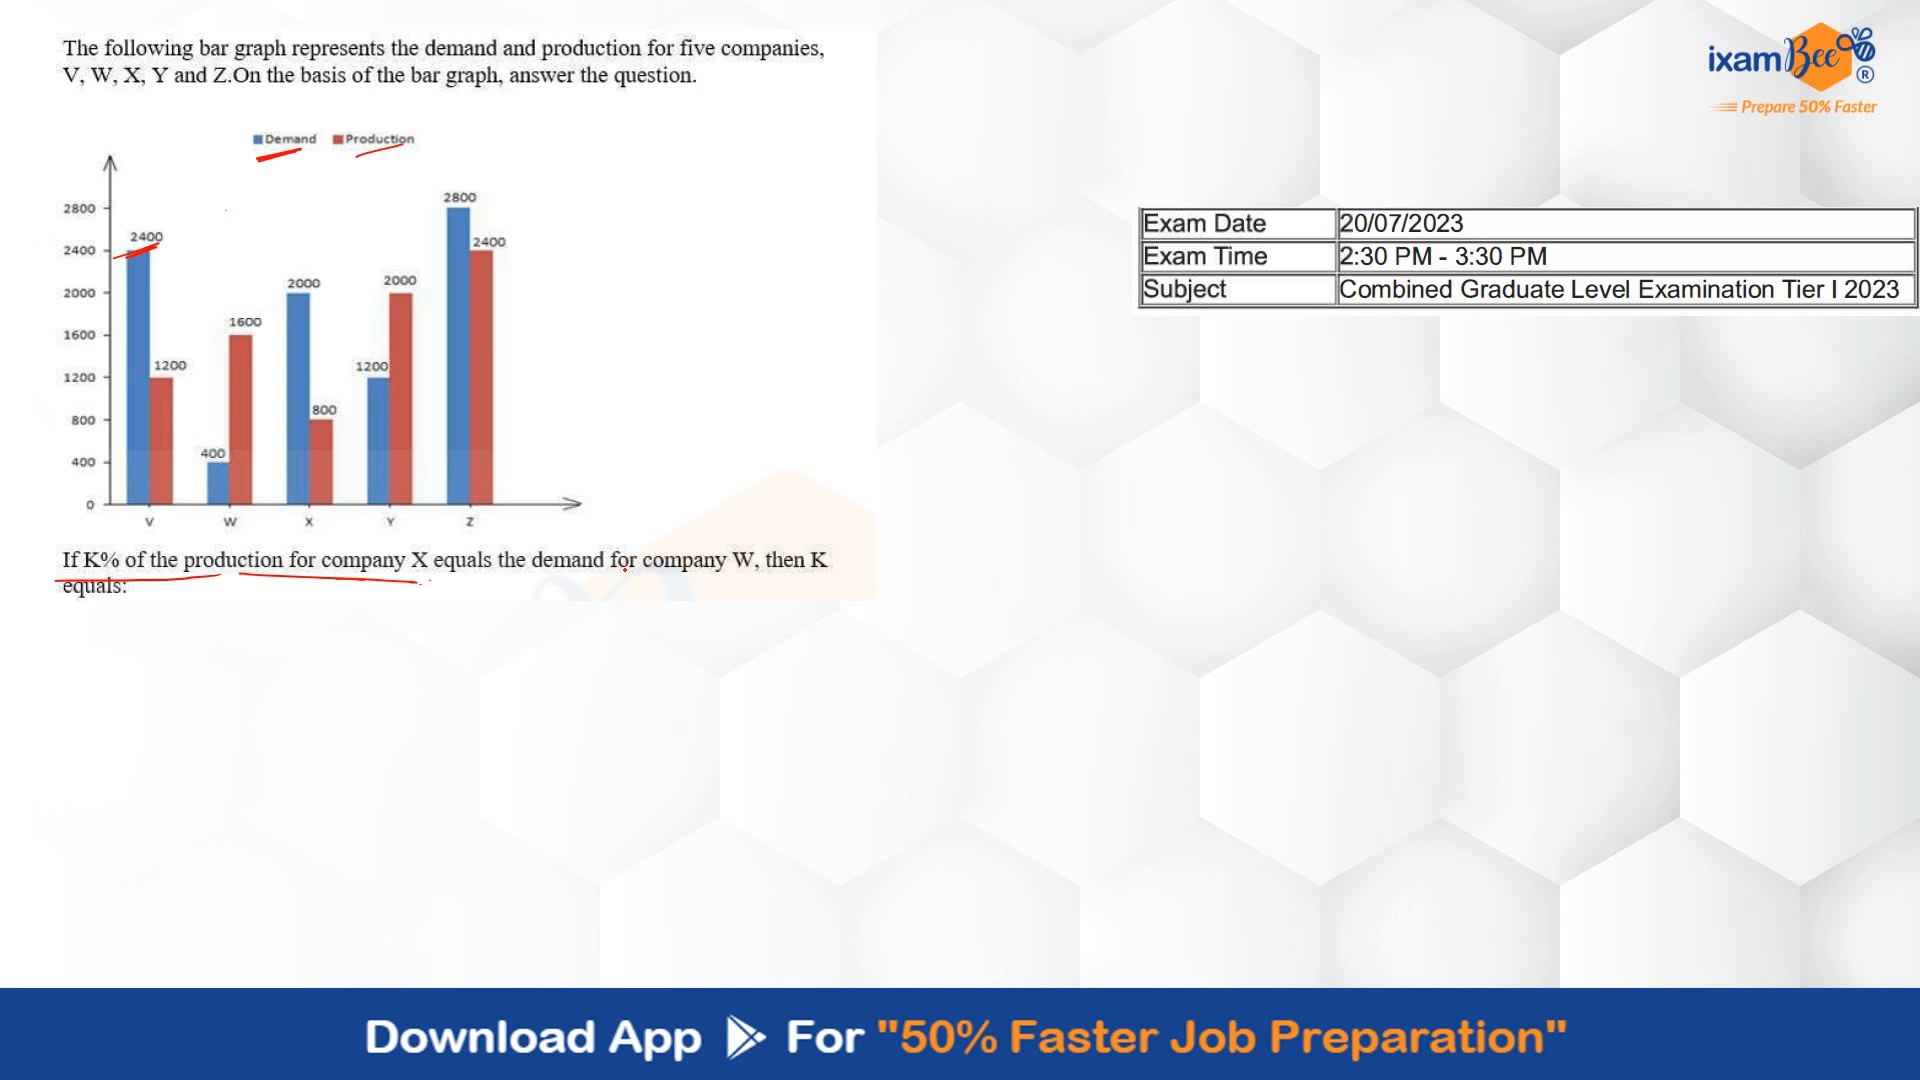 The following bar graph represents the demand and production for five companies,
V, W, X, Y and Z.On the basis of the bar graph, answer the question.
Demand Production
2800
2400
2000
1600
1200
800
400
0
2400
1200
400
1600
2000
800
1200
2000
2800
2400
V W X Y Z
If K% of the production for company X equals the demand for company W, then K
equals:
ixamBee ®
Prepare 50% Faster
Exam Date 20/07/2023
Exam Time 2:30 PM - 3:30 PM
Subject Combined Graduate Level Examination Tier I 2023
Download App For "50% Faster Job Preparation"